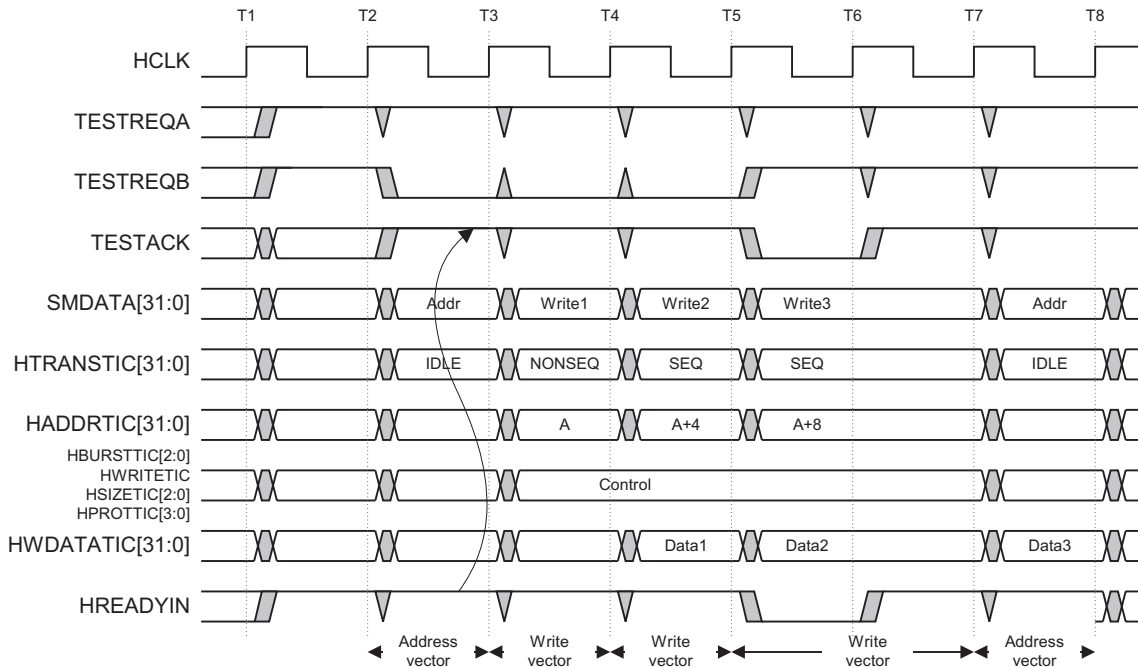 T1 T2 T3 T4 T5 T6 T7 T8
HCLK
TESTREQA
TESTREQB
TESTACK
SMDATA[31:0] Addr Write1 Write2 Write3 Addr
HTRANSTIC[31:0] IDLE NONSEQ SEQ SEQ IDLE
HADDRTIC[31:0] A A+4 A+8
HBURSTTIC[2:0]
HWRITETIC
HSIZETIC[2:0] Control
HPROTTIC[3:0]
HWDATATIC[31:0] Data1 Data2 Data3
HREADYIN
Address Write Write Write Address
vector vector vector vector vector